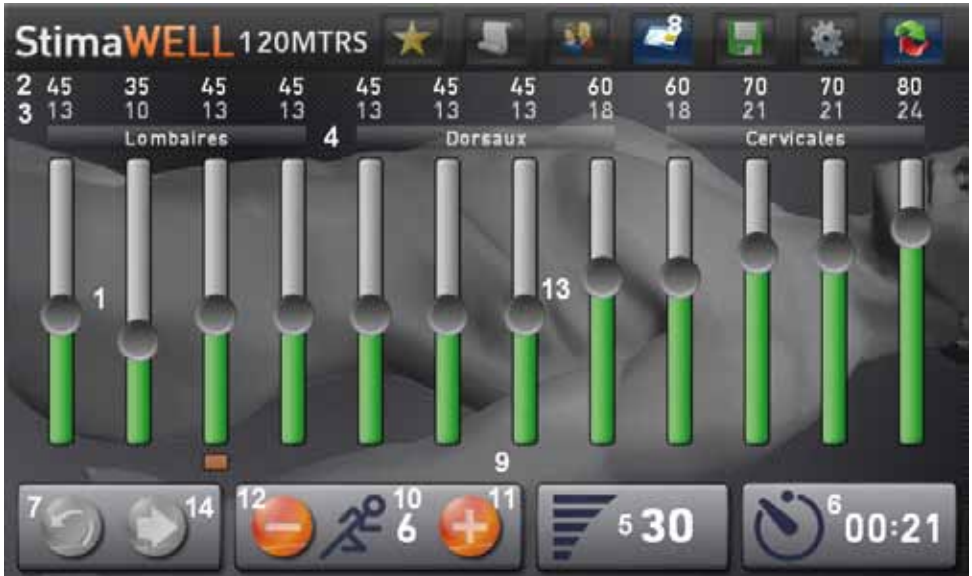 StimaWELL 120MTRS 8
2 45 35 45 45 45 45 45 60 60 70 70 80
3 13 10 13 13 13 13 13 18 18 21 21 24
Lombaires 4 Dorsaux Cervicales
1 13
9
7 14 12 10 6 11 5 30 6 00:21